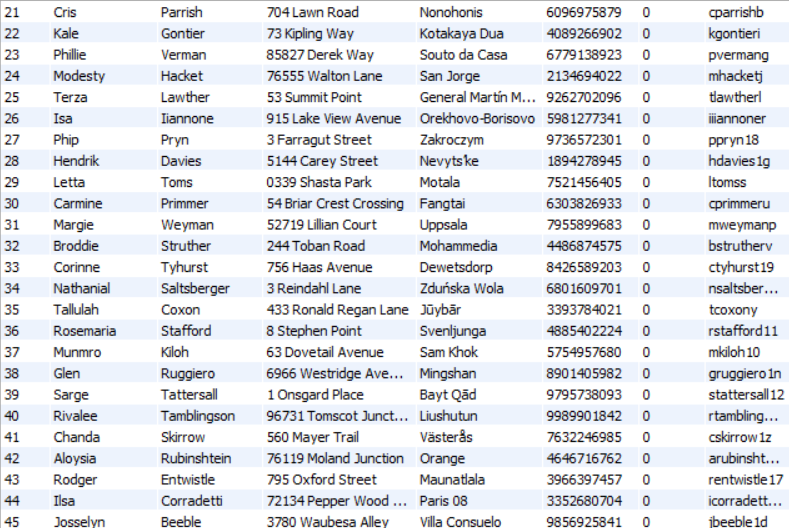 21 Cris Parrish 704 Lawn Road Nonohonis 6096975879 0 cparrishb
22 Kale Gontier 73 Kipling Way Kotakaya Dua 4089266902 0 kgontieri
23 Phillie Verman 85827 Derek Way Souto da Casa 6779138923 0 pvermang
24 Modesty Hacket 76555 Walton Lane San Jorge 2134694022 0 mhacketj
25 Terza Lawther 53 Summit Point General Martín M... 9262702096 0 tlawtherl
26 Isa Iiannone 915 Lake View Avenue Orekhovo-Borisovo 5981277341 0 iiiannoner
27 Phip Pryn 3 Farragut Street Zakroczym 9736572301 0 ppryn18
28 Hendrik Davies 5144 Carey Street Nevyts'ke 1894278945 0 hdavies1g
29 Letta Toms 0339 Shasta Park Motala 7521456405 0 ltomss
30 Carmine Primmer 54 Briar Crest Crossing Fangtai 6303826933 0 cprimmeru
31 Margie Weyman 52719 Lillian Court Uppsala 7955899683 0 mweymanp
32 Broddie Struther 244 Toban Road Mohammedia 4486874575 0 bstrutherv
33 Corinne Tyhurst 756 Haas Avenue Dewetsdorp 8426589203 0 ctyhurst19
34 Nathanial Saltsberger 3 Reindahl Lane Zduńska Wola 6801609701 0 nsaltsber...
35 Tallulah Coxon 433 Ronald Regan Lane Jūybār 3393784021 0 tcoxony
36 Rosemaria Stafford 8 Stephen Point Svenljunga 4885402224 0 rstafford11
37 Munmro Kiloh 63 Dovetail Avenue Sam Khok 5754957680 0 mkiloh10
38 Glen Ruggiero 6966 Westridge Ave... Mingshan 8901405982 0 gruggiero1n
39 Sarge Tattersall 1 Onsgard Place Bayt Qād 9795738093 0 stattersall12
40 Rivalee Tamblingson 96731 Tomscot Junct... Liushutun 9989901842 0 rtambling...
41 Chanda Skirrow 560 Mayer Trail Västerås 7632246985 0 cskirrow1z
42 Aloysia Rubinshtein 76119 Moland Junction Orange 4646716762 0 arubinsht...
43 Rodger Entwistle 795 Oxford Street Maunatlala 3966397457 0 rentwistle17
44 Ilsa Corradetti 72134 Pepper Wood ... Paris 08 3352680704 0 icorradett...
45 Josselyn Beeble 3780 Waubesa Alley Villa Consuelo 9856925841 0 jbeeble1d